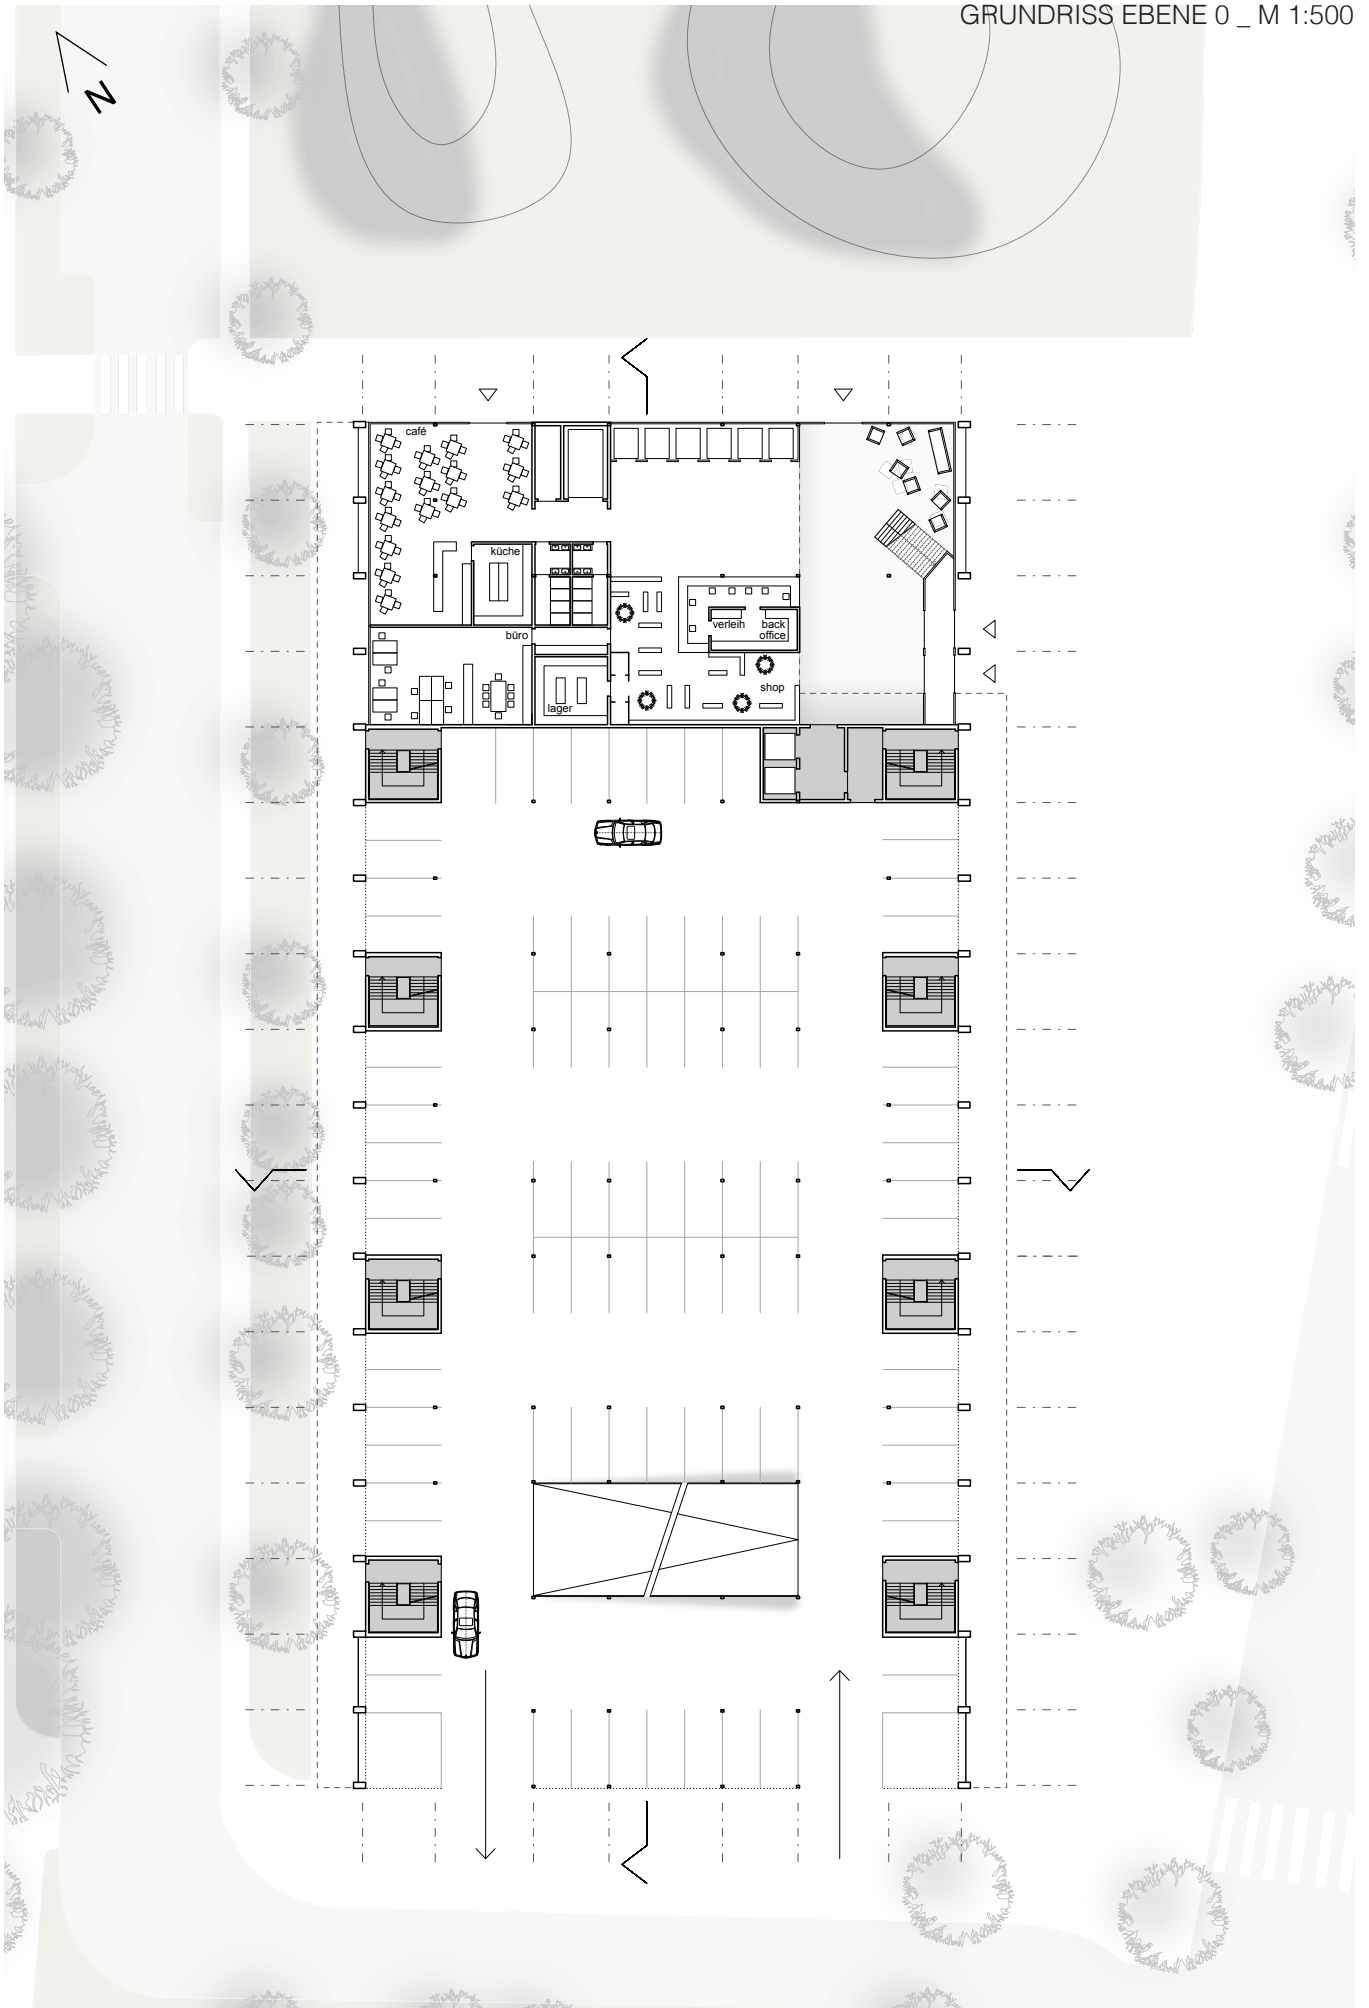 GRUNDRISS EBENE 0 _ M 1:500
N
café
küche
verleih
back
office
büro
shop
lager